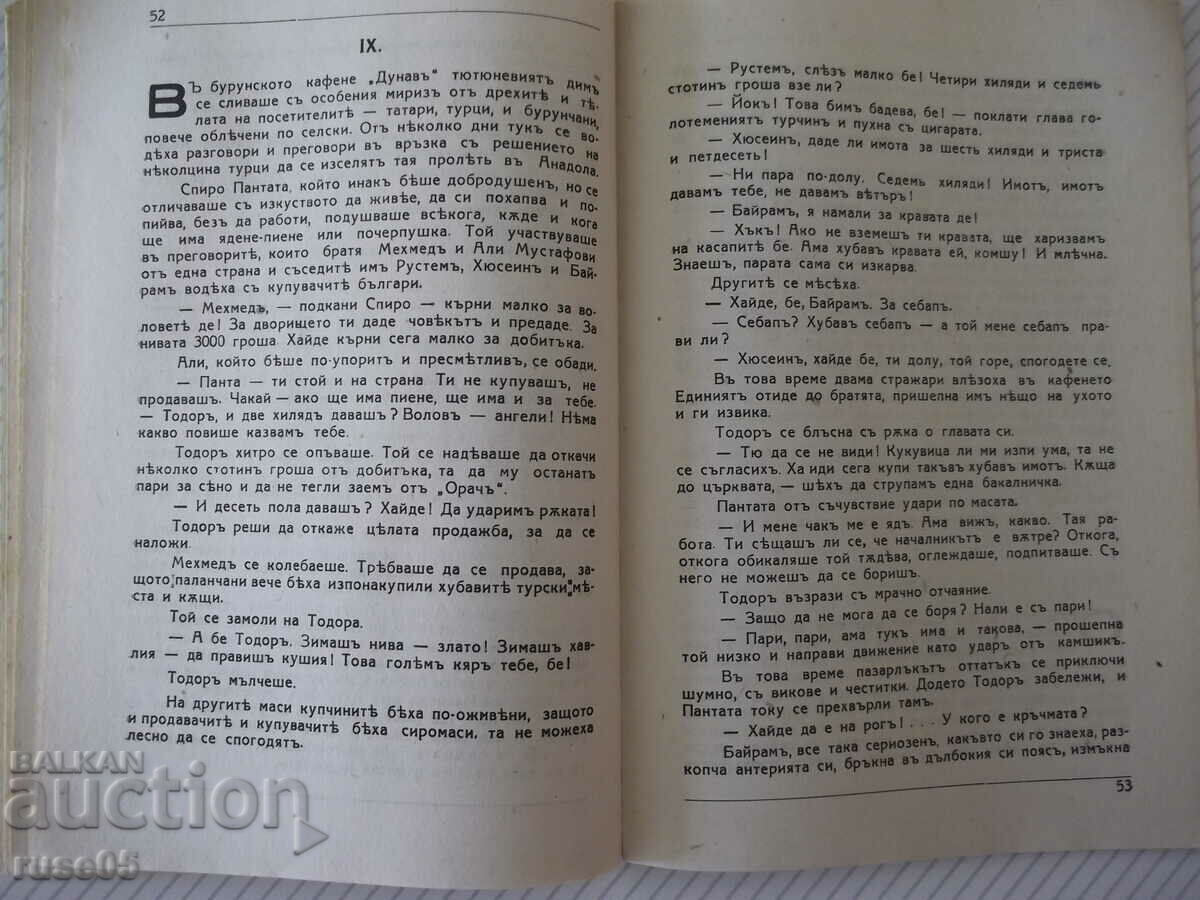 52
IX.
Въ бурунското кафене „Дунавъ“ тютюневиятъ димъ
се сливаше съ особения миризъ отъ дрехитѣ и тѣ-
лата на посетителитѣ — татари, турци, и бурунчани,
повече облѣчени по селски. Отъ нѣколко дни тукъ се во-
дѣха разговори и преговори въ връзка съ решението на
нѣколцина турци да се изселятъ тая пролѣть въ Анадола.
Спиро Пантата, който инакъ бѣше добродушенъ, но се
отличаваше съ изкуството да живѣе, да си похапва и по-
пийва, безъ да работи, подушваше всѣкога, кѫде и кога
ще има ядене-пиене или почерпушка. Той участвуваше
въ преговоритѣ, които братя Мехмедъ и Али Мустафови
отъ една страна и съседитѣ имъ Рустемъ, Хюсеинъ и Бай-
рамъ водѣха съ купувачитѣ българи.
— Мехмедъ, — подкани Спиро — кърни малко за во-
ловетѣ де! За дворището ти даде човѣкътъ и предаде. За
нивата 3000 гроша. Хайде кърни сега малко за добитъка.
Али, който бѣше по-упоритъ и пресмѣтливъ, се обади.
— Панта — ти стой и на страна Ти не купувашъ, не
продавашъ. Чакай — ако ще има пиене, ще има и за тебе.
— Тодоръ, и две хилядъ давашъ? Воловъ — ангели! Нѣма
какво повише казвамъ тебе.
Тодоръ хитро се опъваше. Той се надѣваше да откачи
нѣколко стотинъ гроша отъ добитъка, та да му останатъ
пари за сѣно и да не тегли заемъ отъ „Орачъ“.
— И десеть пола давашъ? Хайде! Да ударимъ рѫката!
Тодоръ реши да откаже цѣлата продажба, за да се
наложи.
Мехмедъ се колебаеше. Трѣбваше да се продава, за-
щото паланчани вече бѣха изпонакупили хубавитѣ турски мѣ-
ста и кѫщи.
Той се замоли на Тодора.
— А бе Тодоръ. Зимашъ нива — злато! Зимашъ хав-
лия — да правишъ кушия! Това голѣмъ кяръ тебе, бе!
Тодоръ мълчеше.
На другитѣ маси купчинитѣ бѣха по-оживѣни, защото
и продавачитѣ и купувачитѣ бѣха сиромаси, та не можеха
лесно да се спогодятъ.
— Рустемъ, слѣзъ малко бе! Четири хиляди и седемь
стотинъ гроша взе ли?
— Йокъ! Това бимъ бадева, бе! — поклати глава го-
лотемениятъ турчинъ и пухна съ цигарата.
— Хюсеинъ, даде ли имота за шесть хиляди и триста
и петдесеть!
— Ни пара по-долу. Седемь хиляди! Имотъ, имотъ
давамъ тебе, не давамъ вѣтъръ!
— Байрамъ, я намали за кравата де!
— Хъкъ! Ако не вземешъ ти кравата, ще харизвамъ
на касапитѣ бе. Ама хубавъ кравата ей, комшу! И млѣчна.
Знаешъ, парата сама си изкарва.
Другитѣ се мѣсѣха.
— Хайде, бе, Байрамъ. За себапъ.
— Себапъ? Хубавъ себапъ — а той мене себапъ пра-
ви ли?
— Хюсеинъ, хайде бе, ти долу, той горе, спогодете се.
Въ това време двама стражари влѣзоха въ кафенето
Единиятъ отиде до братята, пришепна имъ нѣщо на ухото
и ги извика.
Тодоръ се блъсна съ рѫка о главата си.
— Тю да се не види! Кукувица ли ми изпи ума, та не
се съгласихъ. Ха иди сега купи такъвъ хубавъ имотъ. Кѫща
до църквата, — шѣхъ да струпамъ една бакалничка.
Пантата отъ съчувствие удари по масата.
— И мене чакъ ме е ядъ. Ама вижъ, какво. Тая ра-
бота. Ти сѣщашъ ли се, че началникътъ е вѫтре? Откога,
откога обикаляше той тѫдѣва, оглеждаше, подпитваше. Съ
него не можешъ да се боришъ.
Тодоръ възрази съ мрачно отчаяние.
— Защо да не мога да се боря? Нали е съ пари!
— Пари, пари, ама тукъ има и такова, — прошепна
той низко и направи движение като ударъ отъ камшикъ.
Въ това време пазарлъкътъ оттатъкъ се приключи
шумно, съ викове и честитки. Додето Тодоръ забележи, и
Пантата току се прехвърли тамъ.
— Хайде да е на рогъ!... У кого е кръчмата?
Байрамъ, все така сериозенъ, какъвто си го знаеха, раз-
копча антерията си, бръкна въ дълбокия си поясъ, измъкна
53
BALKAN
auction
ruse05